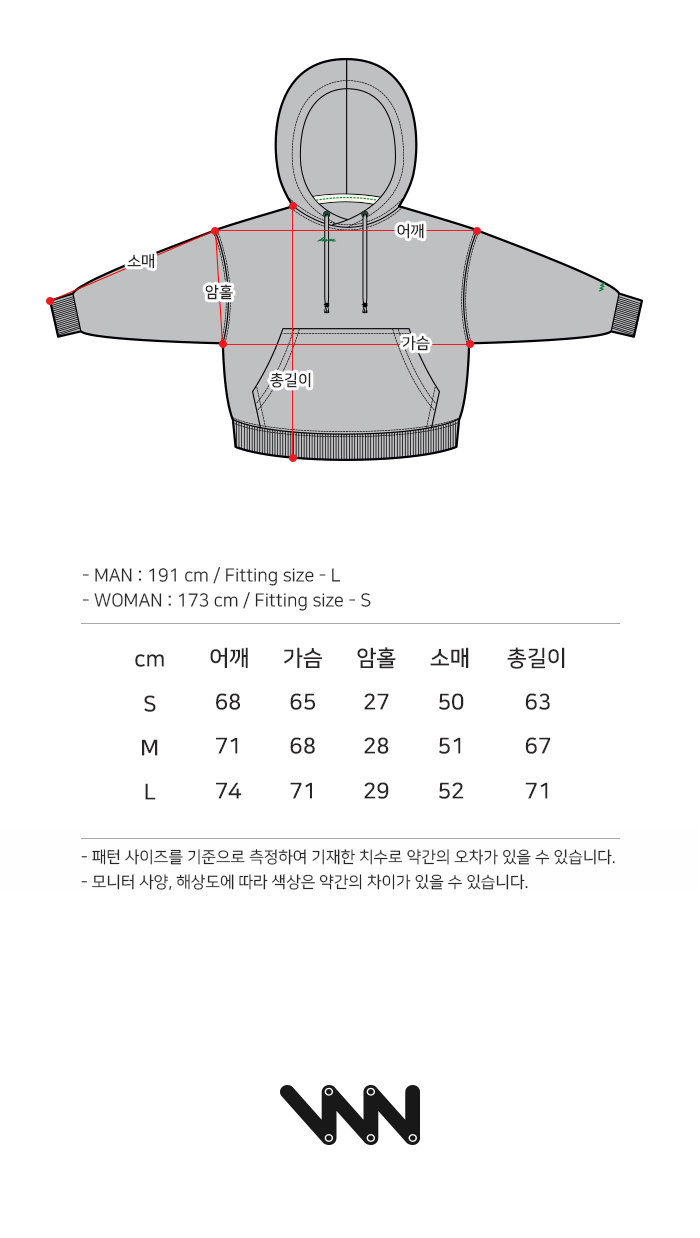 어깨
소매
암홀
가슴
총길이
- MAN : 191 cm / Fitting size - L
- WOMAN : 173 cm / Fitting size - S
cm 어깨 가슴 암홀 소매 총길이
S 68 65 27 50 63
M 71 68 28 51 67
L 74 71 29 52 71
- 패턴 사이즈를 기준으로 측정하여 기재한 치수로 약간의 오차가 있을 수 있습니다.
- 모니터 사양, 해상도에 따라 색상은 약간의 차이가 있을 수 있습니다.